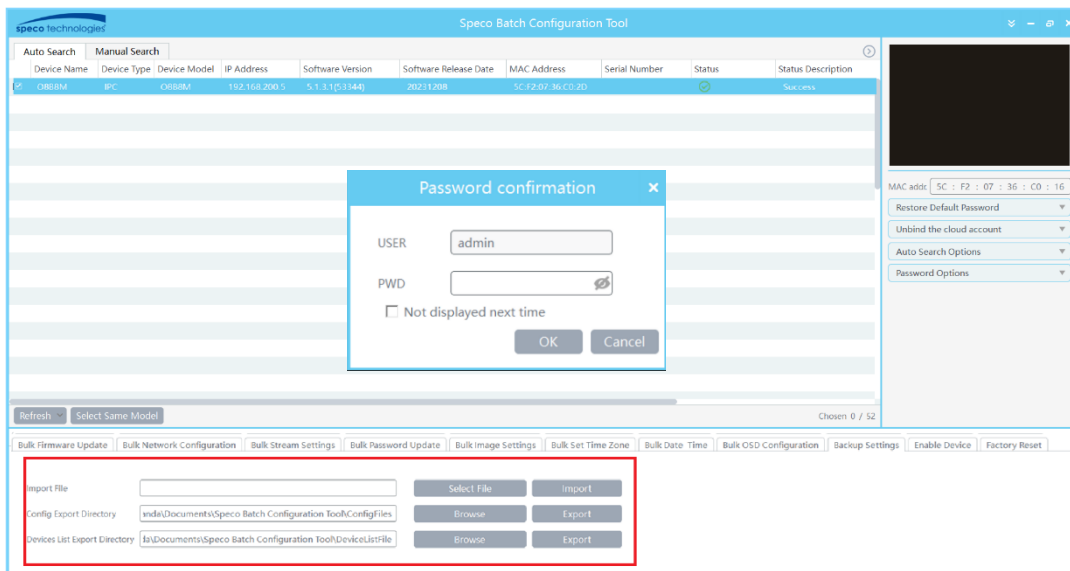 speco technologies
Speco Batch Configuration Tool
Auto Search Manual Search
Device Name Device Type Device Model IP Address Software Version Software Release Date MAC Address Serial Number Status Status Description
O8B8M IPC O8B8M 192.168.200.5 5.1.3.1(53344) 20231208 5C:F2:07:36:C0:2D Success
Password confirmation
USER admin
PWD
Not displayed next time
OK Cancel
MAC addr. 5C : F2 : 07 : 36 : C0 : 16
Restore Default Password
Unbind the cloud account
Auto Search Options
Password Options
Refresh Select Same Model Chosen 0 / 52
Bulk Firmware Update Bulk Network Configuration Bulk Stream Settings Bulk Password Update Bulk Image Settings Bulk Set Time Zone Bulk Date Time Bulk OSD Configuration Backup Settings Enable Device Factory Reset
Import File Select File Import
Config Export Directory nda\Documents\Speco Batch Configuration Tool\ConfigFiles Browse Export
Devices List Export Directory la\Documents\Speco Batch Configuration Tool\DeviceListFile Browse Export